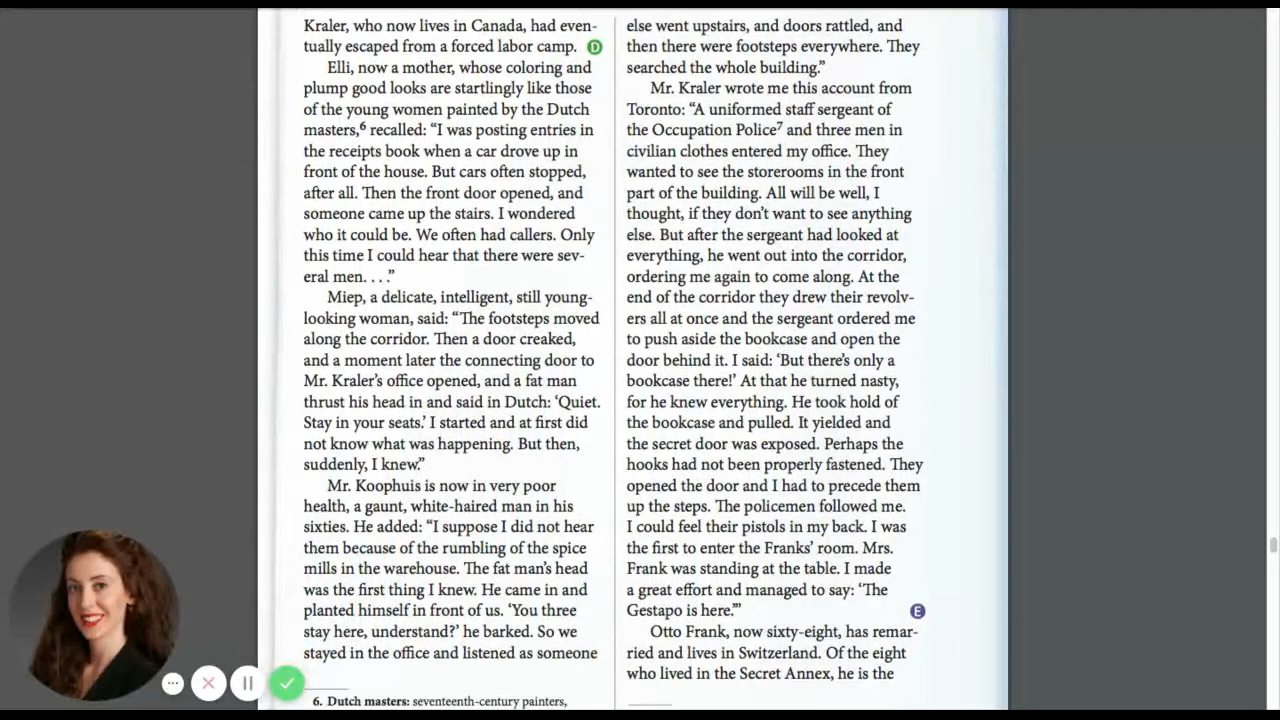 Kraler, who now lives in Canada, had even-
tually escaped from a forced labor camp. D
Elli, now a mother, whose coloring and
plump good looks are startlingly like those
of the young women painted by the Dutch
masters,⁶ recalled: “I was posting entries in
the receipts book when a car drove up in
front of the house. But cars often stopped,
after all. Then the front door opened, and
someone came up the stairs. I wondered
who it could be. We often had callers. Only
this time I could hear that there were sev-
eral men. . . .”
Miep, a delicate, intelligent, still young-
looking woman, said: “The footsteps moved
along the corridor. Then a door creaked,
and a moment later the connecting door to
Mr. Kraler’s office opened, and a fat man
thrust his head in and said in Dutch: ‘Quiet.
Stay in your seats.’ I started and at first did
not know what was happening. But then,
suddenly, I knew.”
Mr. Koophuis is now in very poor
health, a gaunt, white-haired man in his
sixties. He added: “I suppose I did not hear
them because of the rumbling of the spice
mills in the warehouse. The fat man’s head
was the first thing I knew. He came in and
planted himself in front of us. ‘You three
stay here, understand?’ he barked. So we
stayed in the office and listened as someone
6. Dutch masters: seventeenth-century painters,
else went upstairs, and doors rattled, and
then there were footsteps everywhere. They
searched the whole building.”
Mr. Kraler wrote me this account from
Toronto: “A uniformed staff sergeant of
the Occupation Police⁷ and three men in
civilian clothes entered my office. They
wanted to see the storerooms in the front
part of the building. All will be well, I
thought, if they don’t want to see anything
else. But after the sergeant had looked at
everything, he went out into the corridor,
ordering me again to come along. At the
end of the corridor they drew their revolv-
ers all at once and the sergeant ordered me
to push aside the bookcase and open the
door behind it. I said: ‘But there’s only a
bookcase there!’ At that he turned nasty,
for he knew everything. He took hold of
the bookcase and pulled. It yielded and
the secret door was exposed. Perhaps the
hooks had not been properly fastened. They
opened the door and I had to precede them
up the steps. The policemen followed me.
I could feel their pistols in my back. I was
the first to enter the Franks’ room. Mrs.
Frank was standing at the table. I made
a great effort and managed to say: ‘The
Gestapo is here.’” E
Otto Frank, now sixty-eight, has remar-
ried and lives in Switzerland. Of the eight
who lived in the Secret Annex, he is the